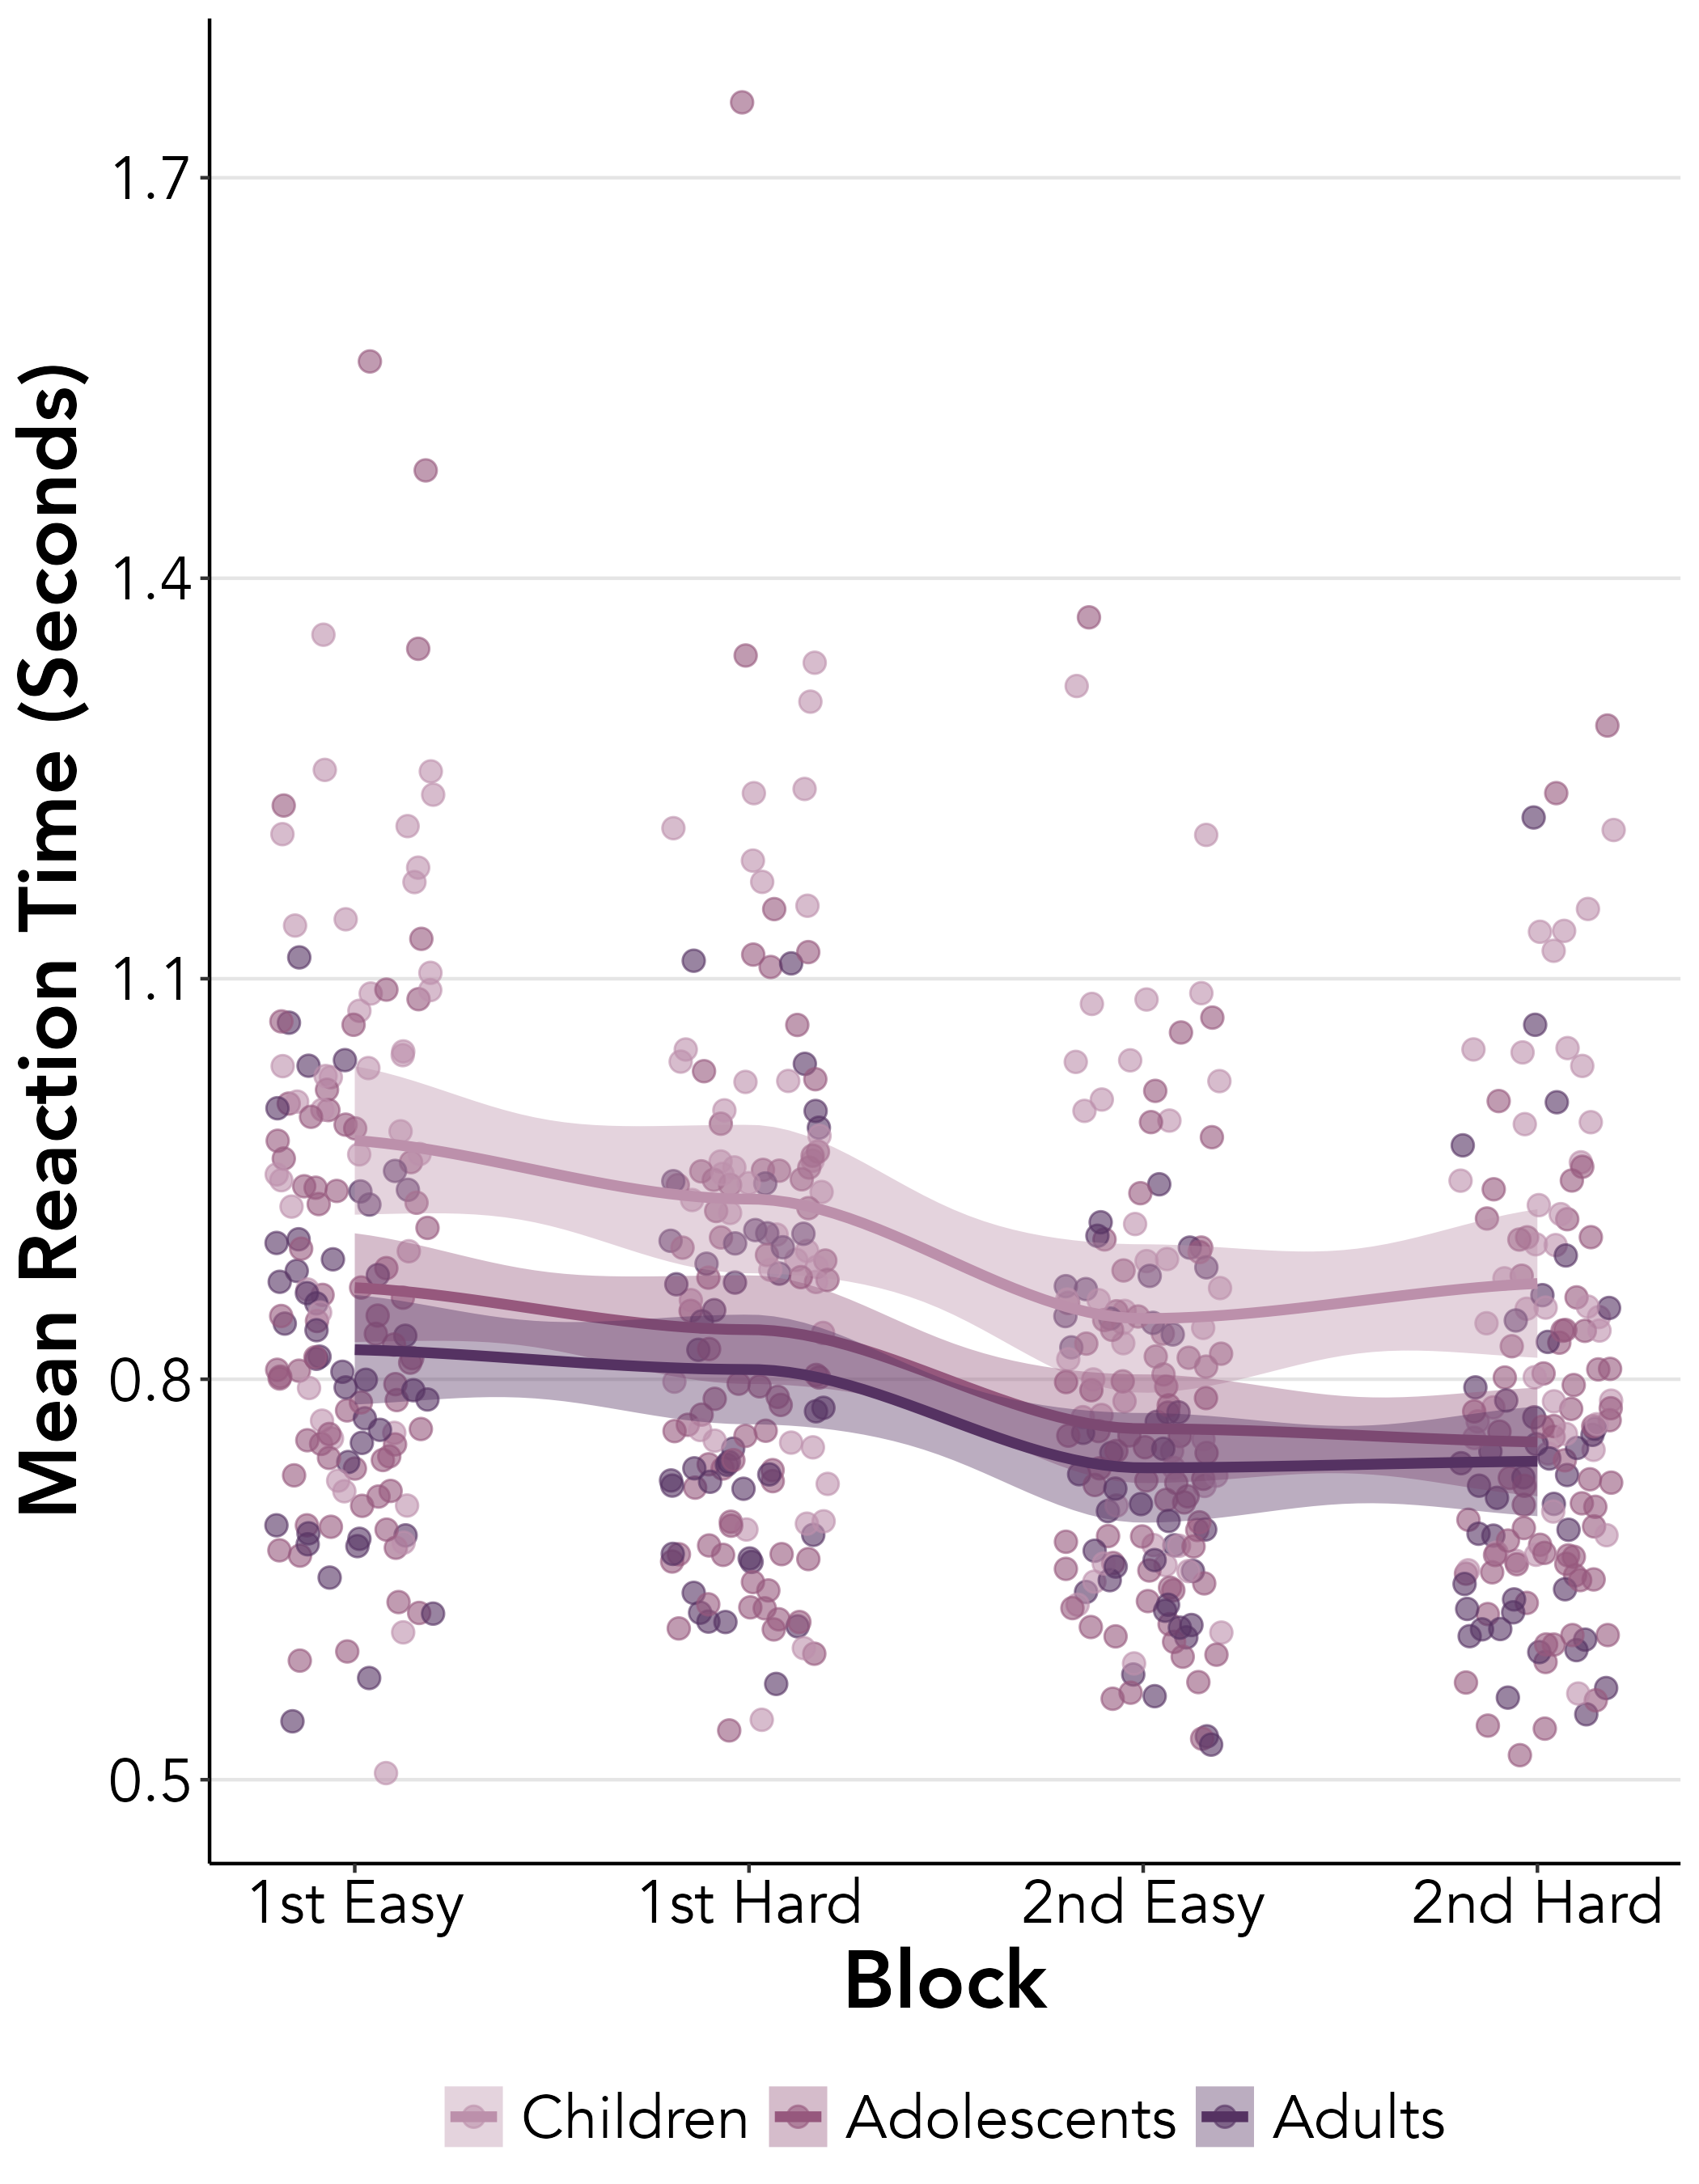 Mean Reaction Time (Seconds)
1.7
1.4
1.1
0.8
0.5
1st Easy 1st Hard 2nd Easy 2nd Hard
Block
Children Adolescents Adults